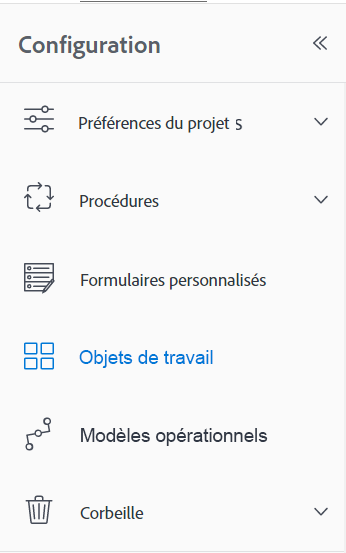 Configuration
Préférences du projet s
Procédures
Formulaires personnalisés
Objets de travail
Modèles opérationnels
Corbeille